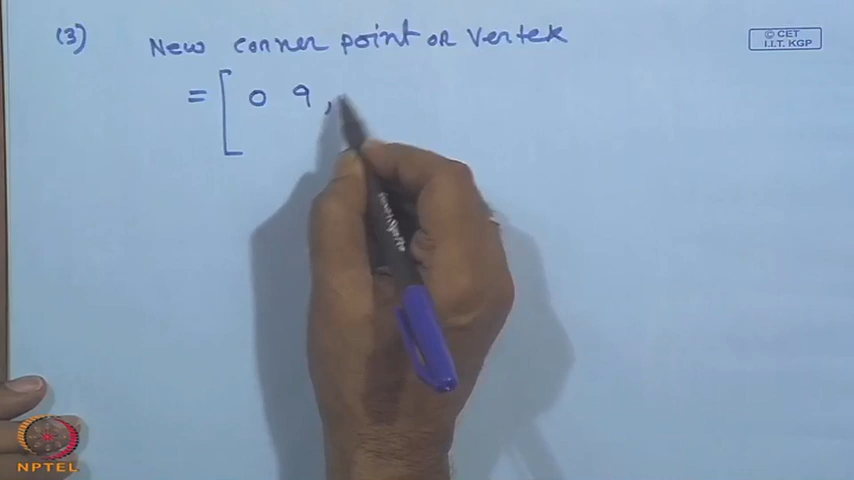 (3) New corner point or vertex
= [ 0 9 ,
© CET
I.I.T. KGP
NPTEL